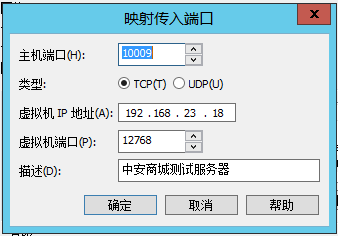 映射传入端口
x
主机端口(H): 10009
类型: TCP(T) UDP(U)
虚拟机 IP 地址(A): 192 . 168 . 23 . 18
虚拟机端口(P): 12768
描述(D): 中安商城测试服务器
确定 取消 帮助